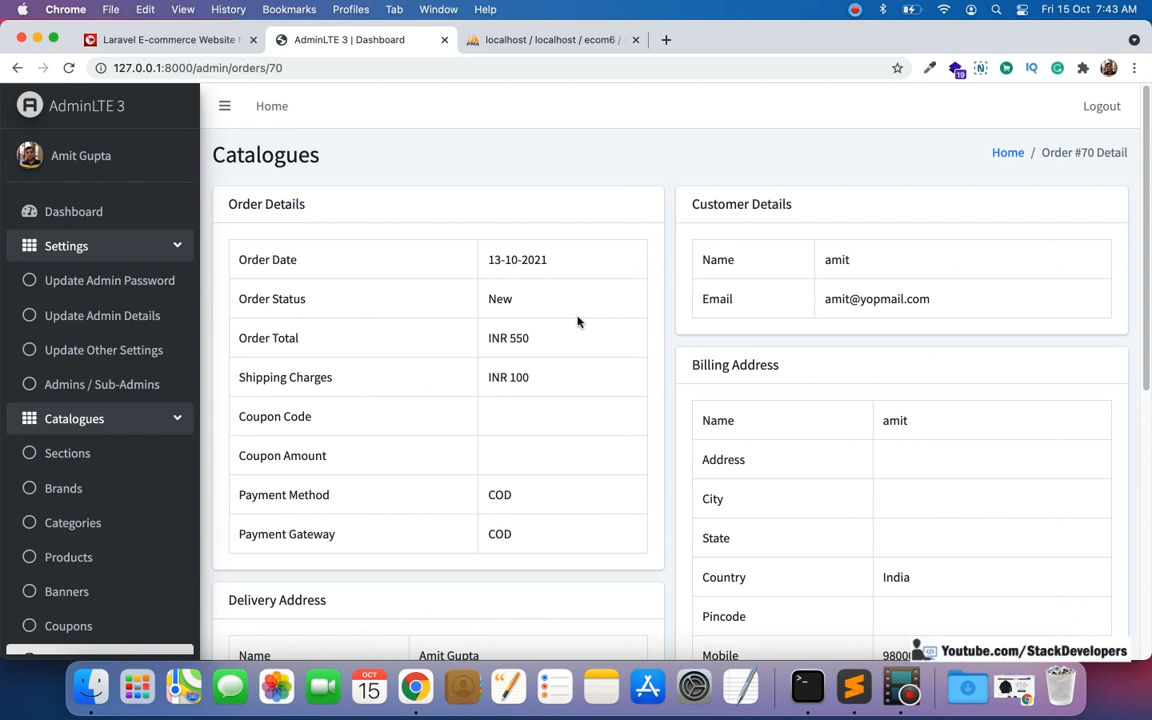 Chrome File Edit View History Bookmarks Profiles Tab Window Help Fri 15 Oct 7:43 AM
Laravel E-commerce Website AdminLTE 3 | Dashboard localhost / localhost / ecom6 /
127.0.0.1:8000/admin/orders/70 19 IQ
AdminLTE 3 Home Logout
Amit Gupta
Catalogues
Home / Order #70 Detail
Dashboard
Settings
Update Admin Password
Update Admin Details
Update Other Settings
Admins / Sub-Admins
Catalogues
Sections
Brands
Categories
Products
Banners
Coupons
Order Details
Order Date 13-10-2021
Order Status New
Order Total INR 550
Shipping Charges INR 100
Coupon Code
Coupon Amount
Payment Method COD
Payment Gateway COD
Delivery Address
Name Amit Gupta
Customer Details
Name amit
Email amit@yopmail.com
Billing Address
Name amit
Address
City
State
Country India
Pincode
Mobile
Youtube.com/StackDevelopers
OCT
15